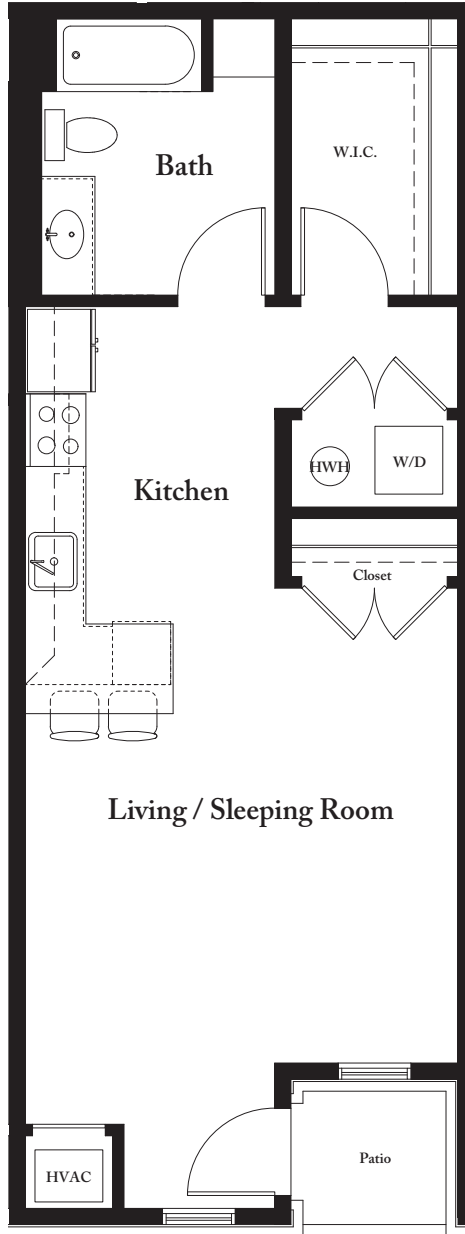 Bath
W.I.C.
HWH
W/D
Kitchen
Closet
Living / Sleeping Room
HVAC
Patio